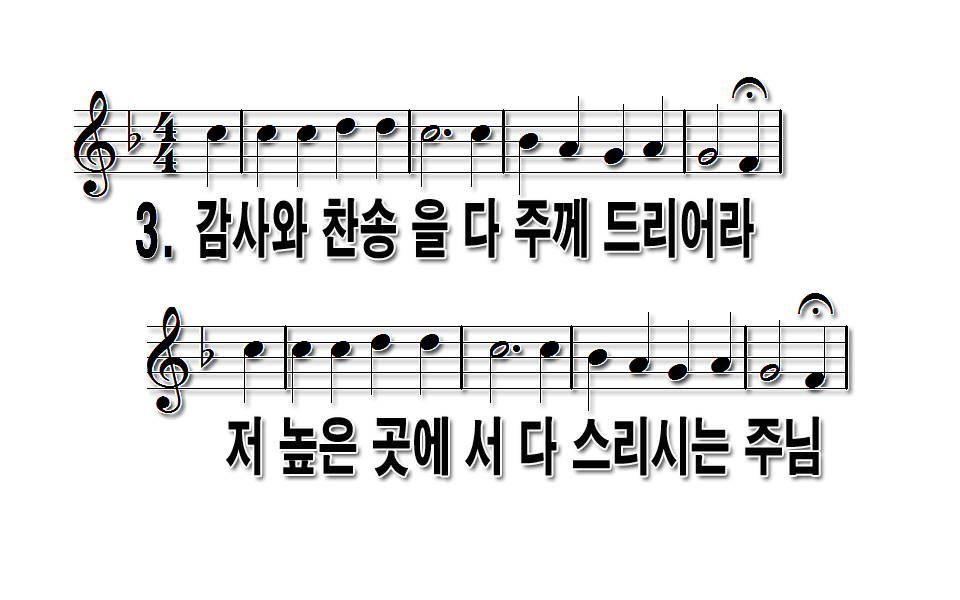 3. 감사와 찬송 을 다 주께 드리어라
저 높은 곳에 서 다 스리시는 주님